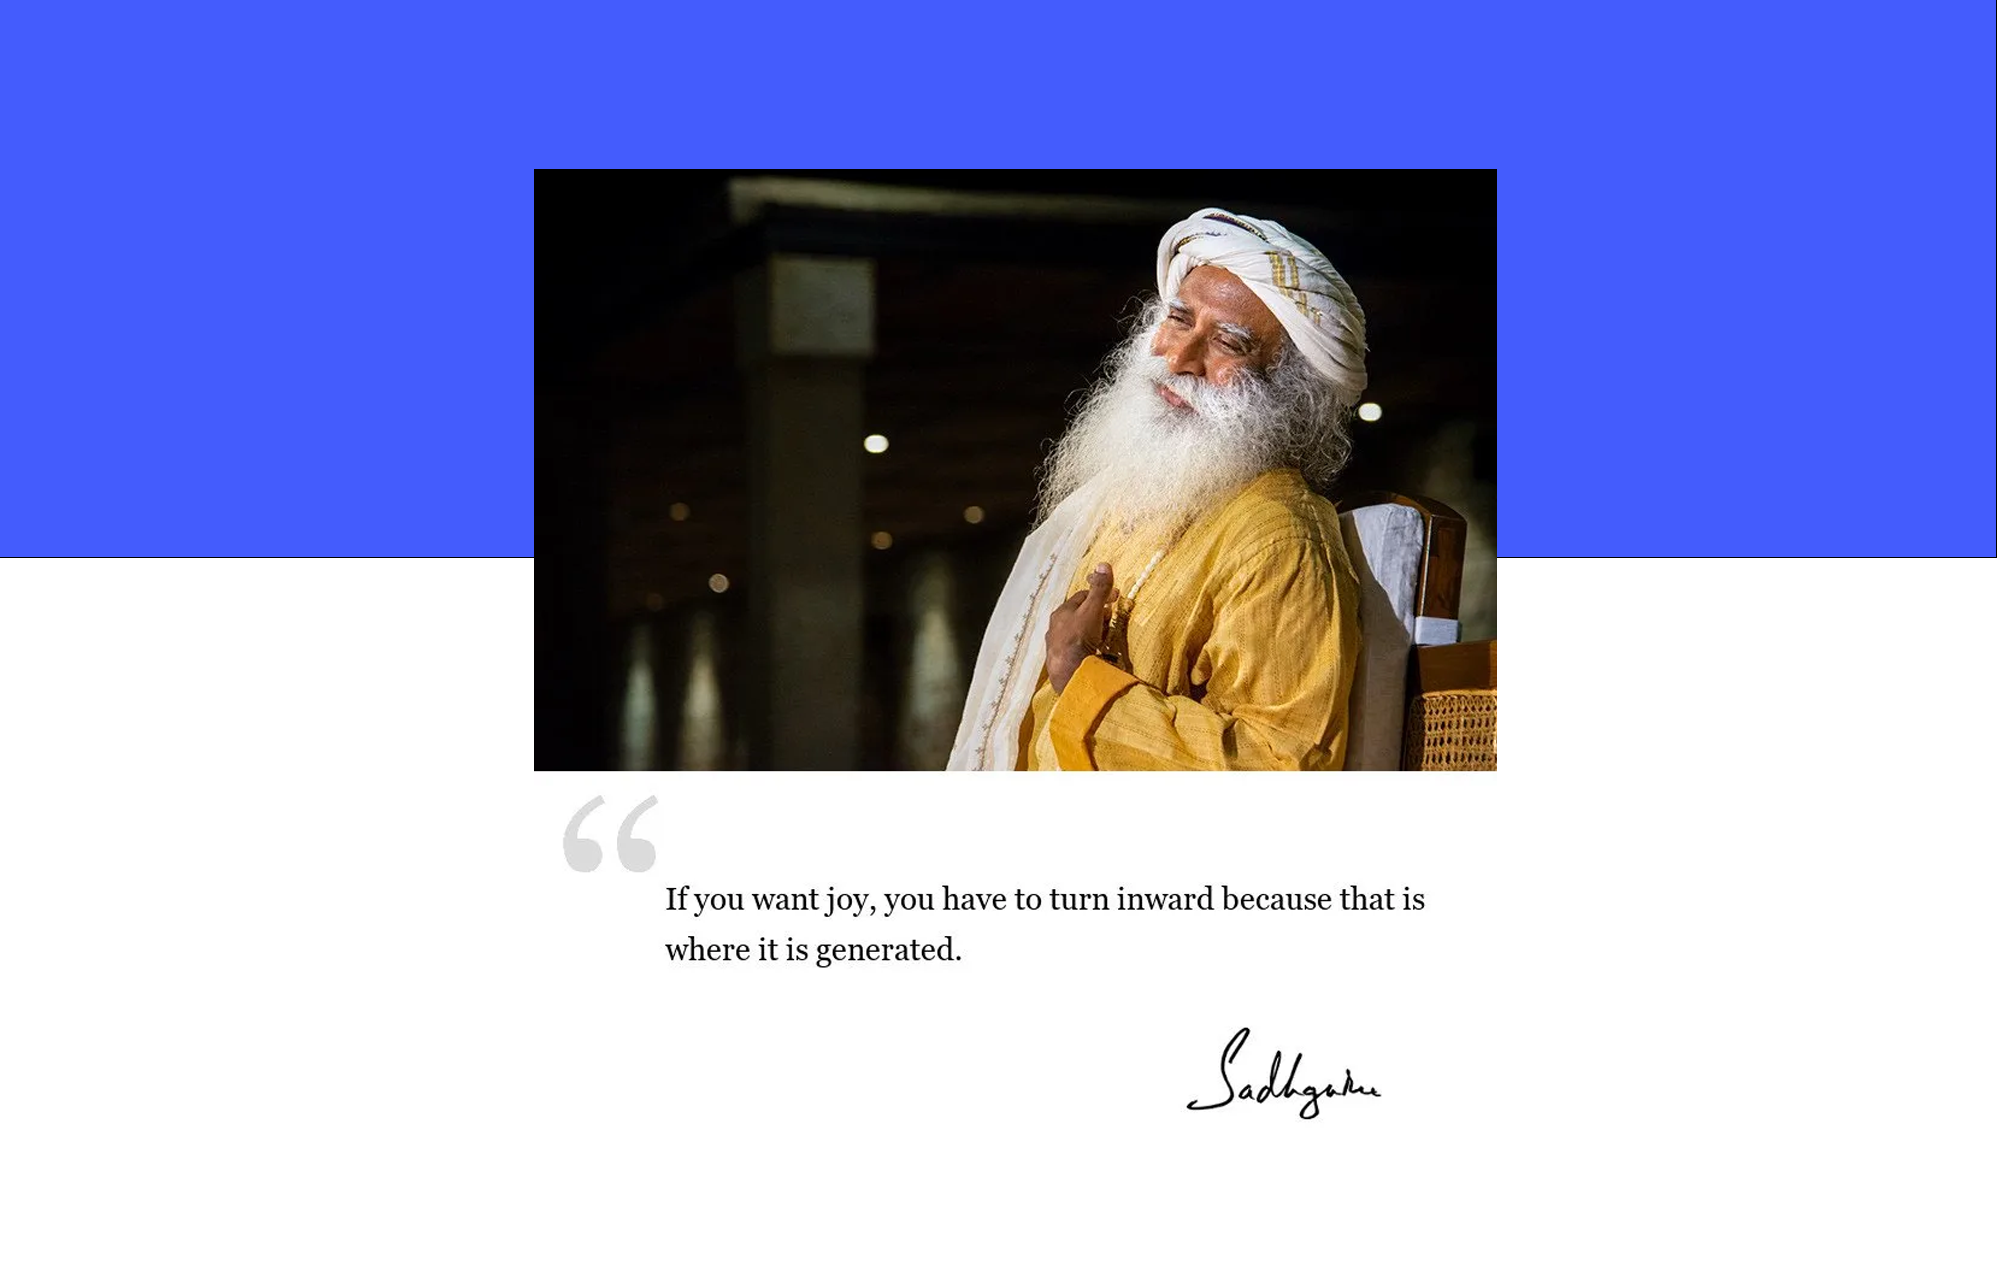 “
If you want joy, you have to turn inward because that is
where it is generated.
Sadhguru